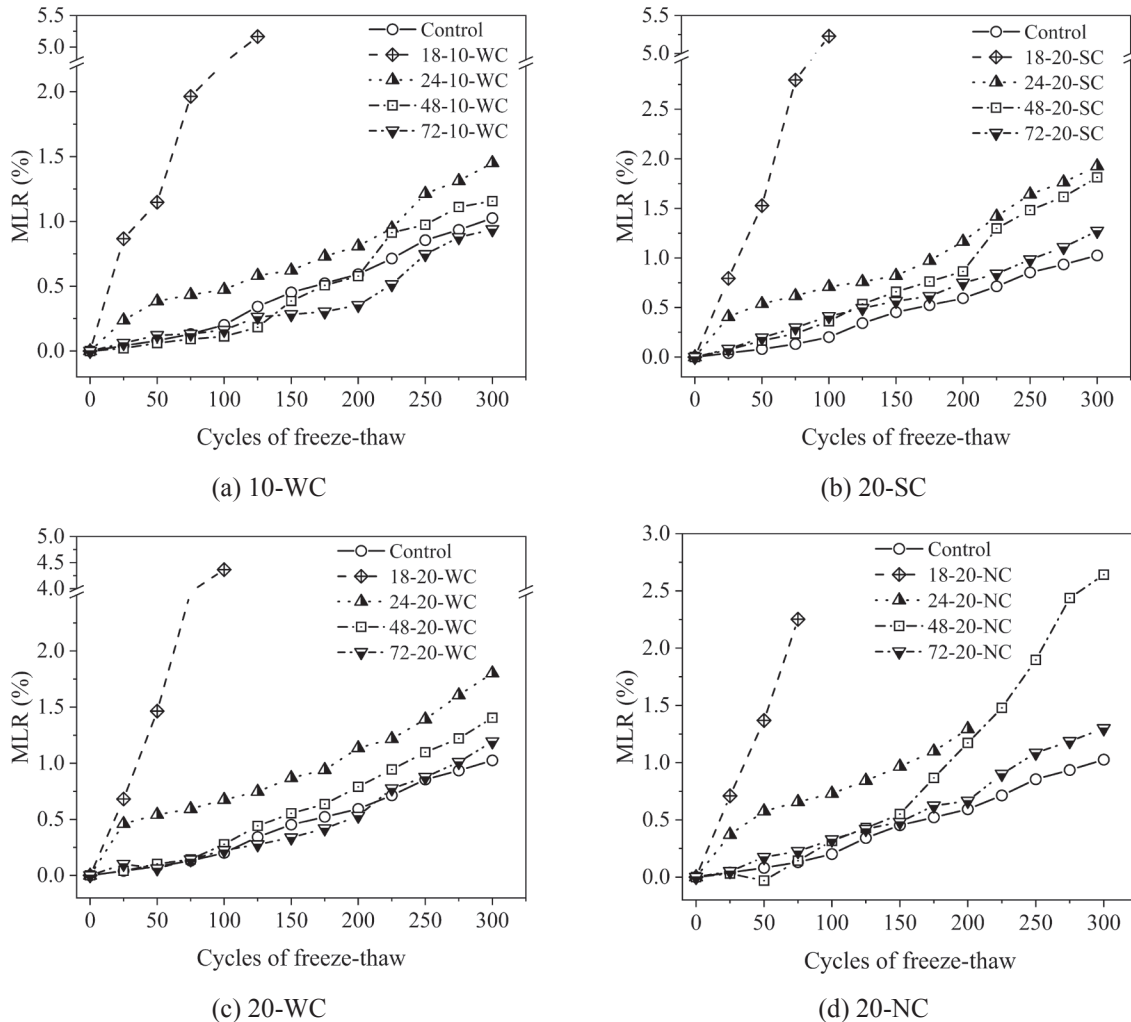 5.5
5.0
2.0
1.5
1.0
0.5
0.0
MLR (%)
Control
18-10-WC
24-10-WC
48-10-WC
72-10-WC
0 50 100 150 200 250 300
Cycles of freeze-thaw
(a) 10-WC
5.5
5.0
2.5
2.0
1.5
1.0
0.5
0.0
MLR (%)
Control
18-20-SC
24-20-SC
48-20-SC
72-20-SC
0 50 100 150 200 250 300
Cycles of freeze-thaw
(b) 20-SC
5.0
4.5
4.0
2.0
1.5
1.0
0.5
0.0
MLR (%)
Control
18-20-WC
24-20-WC
48-20-WC
72-20-WC
0 50 100 150 200 250 300
Cycles of freeze-thaw
(c) 20-WC
3.0
2.5
2.0
1.5
1.0
0.5
0.0
MLR (%)
Control
18-20-NC
24-20-NC
48-20-NC
72-20-NC
0 50 100 150 200 250 300
Cycles of freeze-thaw
(d) 20-NC